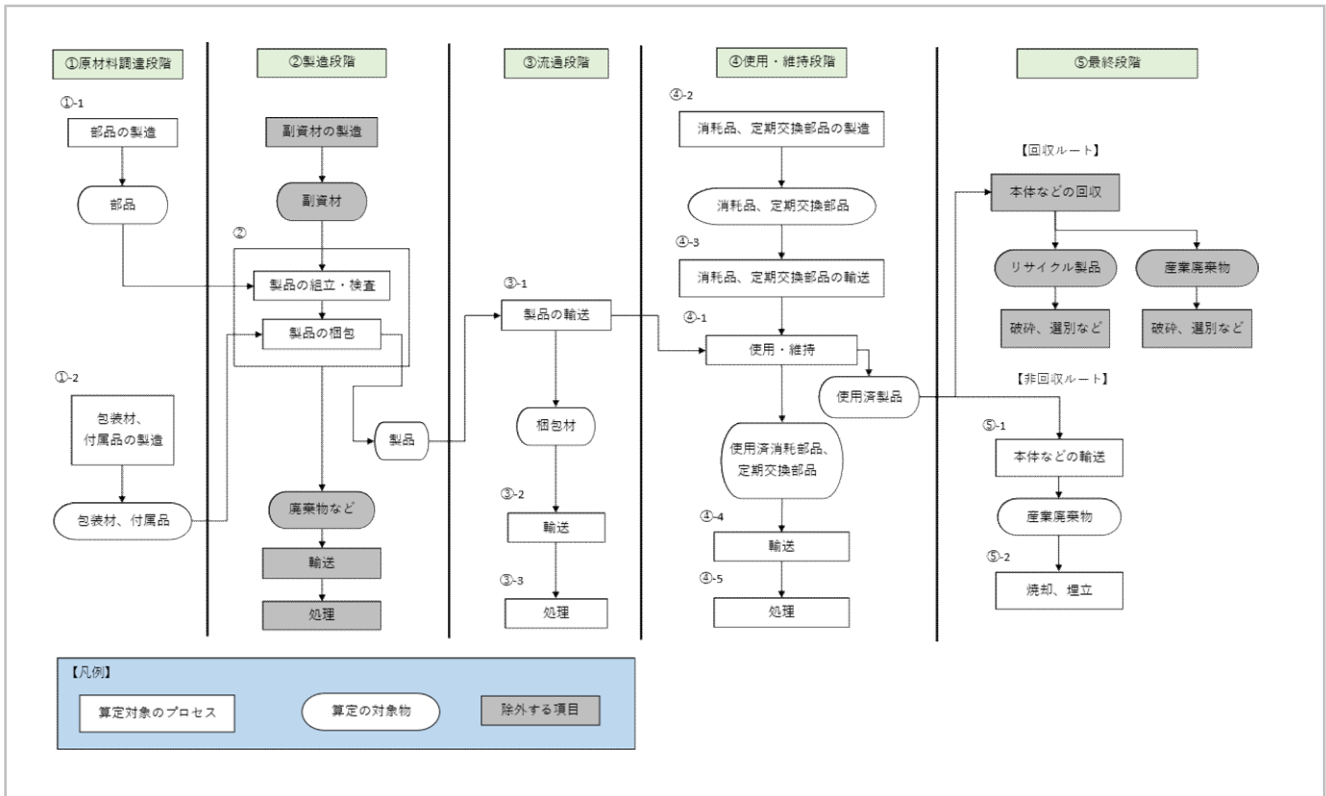 ①原材料調達段階
①-1
部品の製造
部品
①-2
包装材、
付属品の製造
包装材、付属品
②製造段階
副資材の製造
副資材
②
製品の組立・検査
製品の梱包
製品
廃棄物など
輸送
処理
③流通段階
③-1
製品の輸送
梱包材
③-2
輸送
③-3
処理
④使用・維持段階
④-2
消耗品、定期交換部品の製造
消耗品、定期交換部品
④-3
消耗品、定期交換部品の輸送
④-1
使用・維持
使用済製品
使用済消耗部品、
定期交換部品
④-4
輸送
④-5
処理
⑤最終段階
【回収ルート】
本体などの回収
リサイクル製品
産業廃棄物
破砕、選別など
破砕、選別など
【非回収ルート】
⑤-1
本体などの輸送
産業廃棄物
⑤-2
焼却、埋立
【凡例】
算定対象のプロセス
算定の対象物
除外する項目